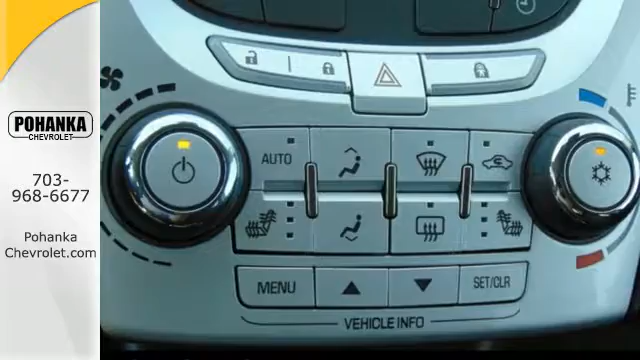 POHANKA
CHEVROLET
703-
968-6677
Pohanka
Chevrolet.com
AUTO
MENU
SET/CLR
VEHICLE INFO